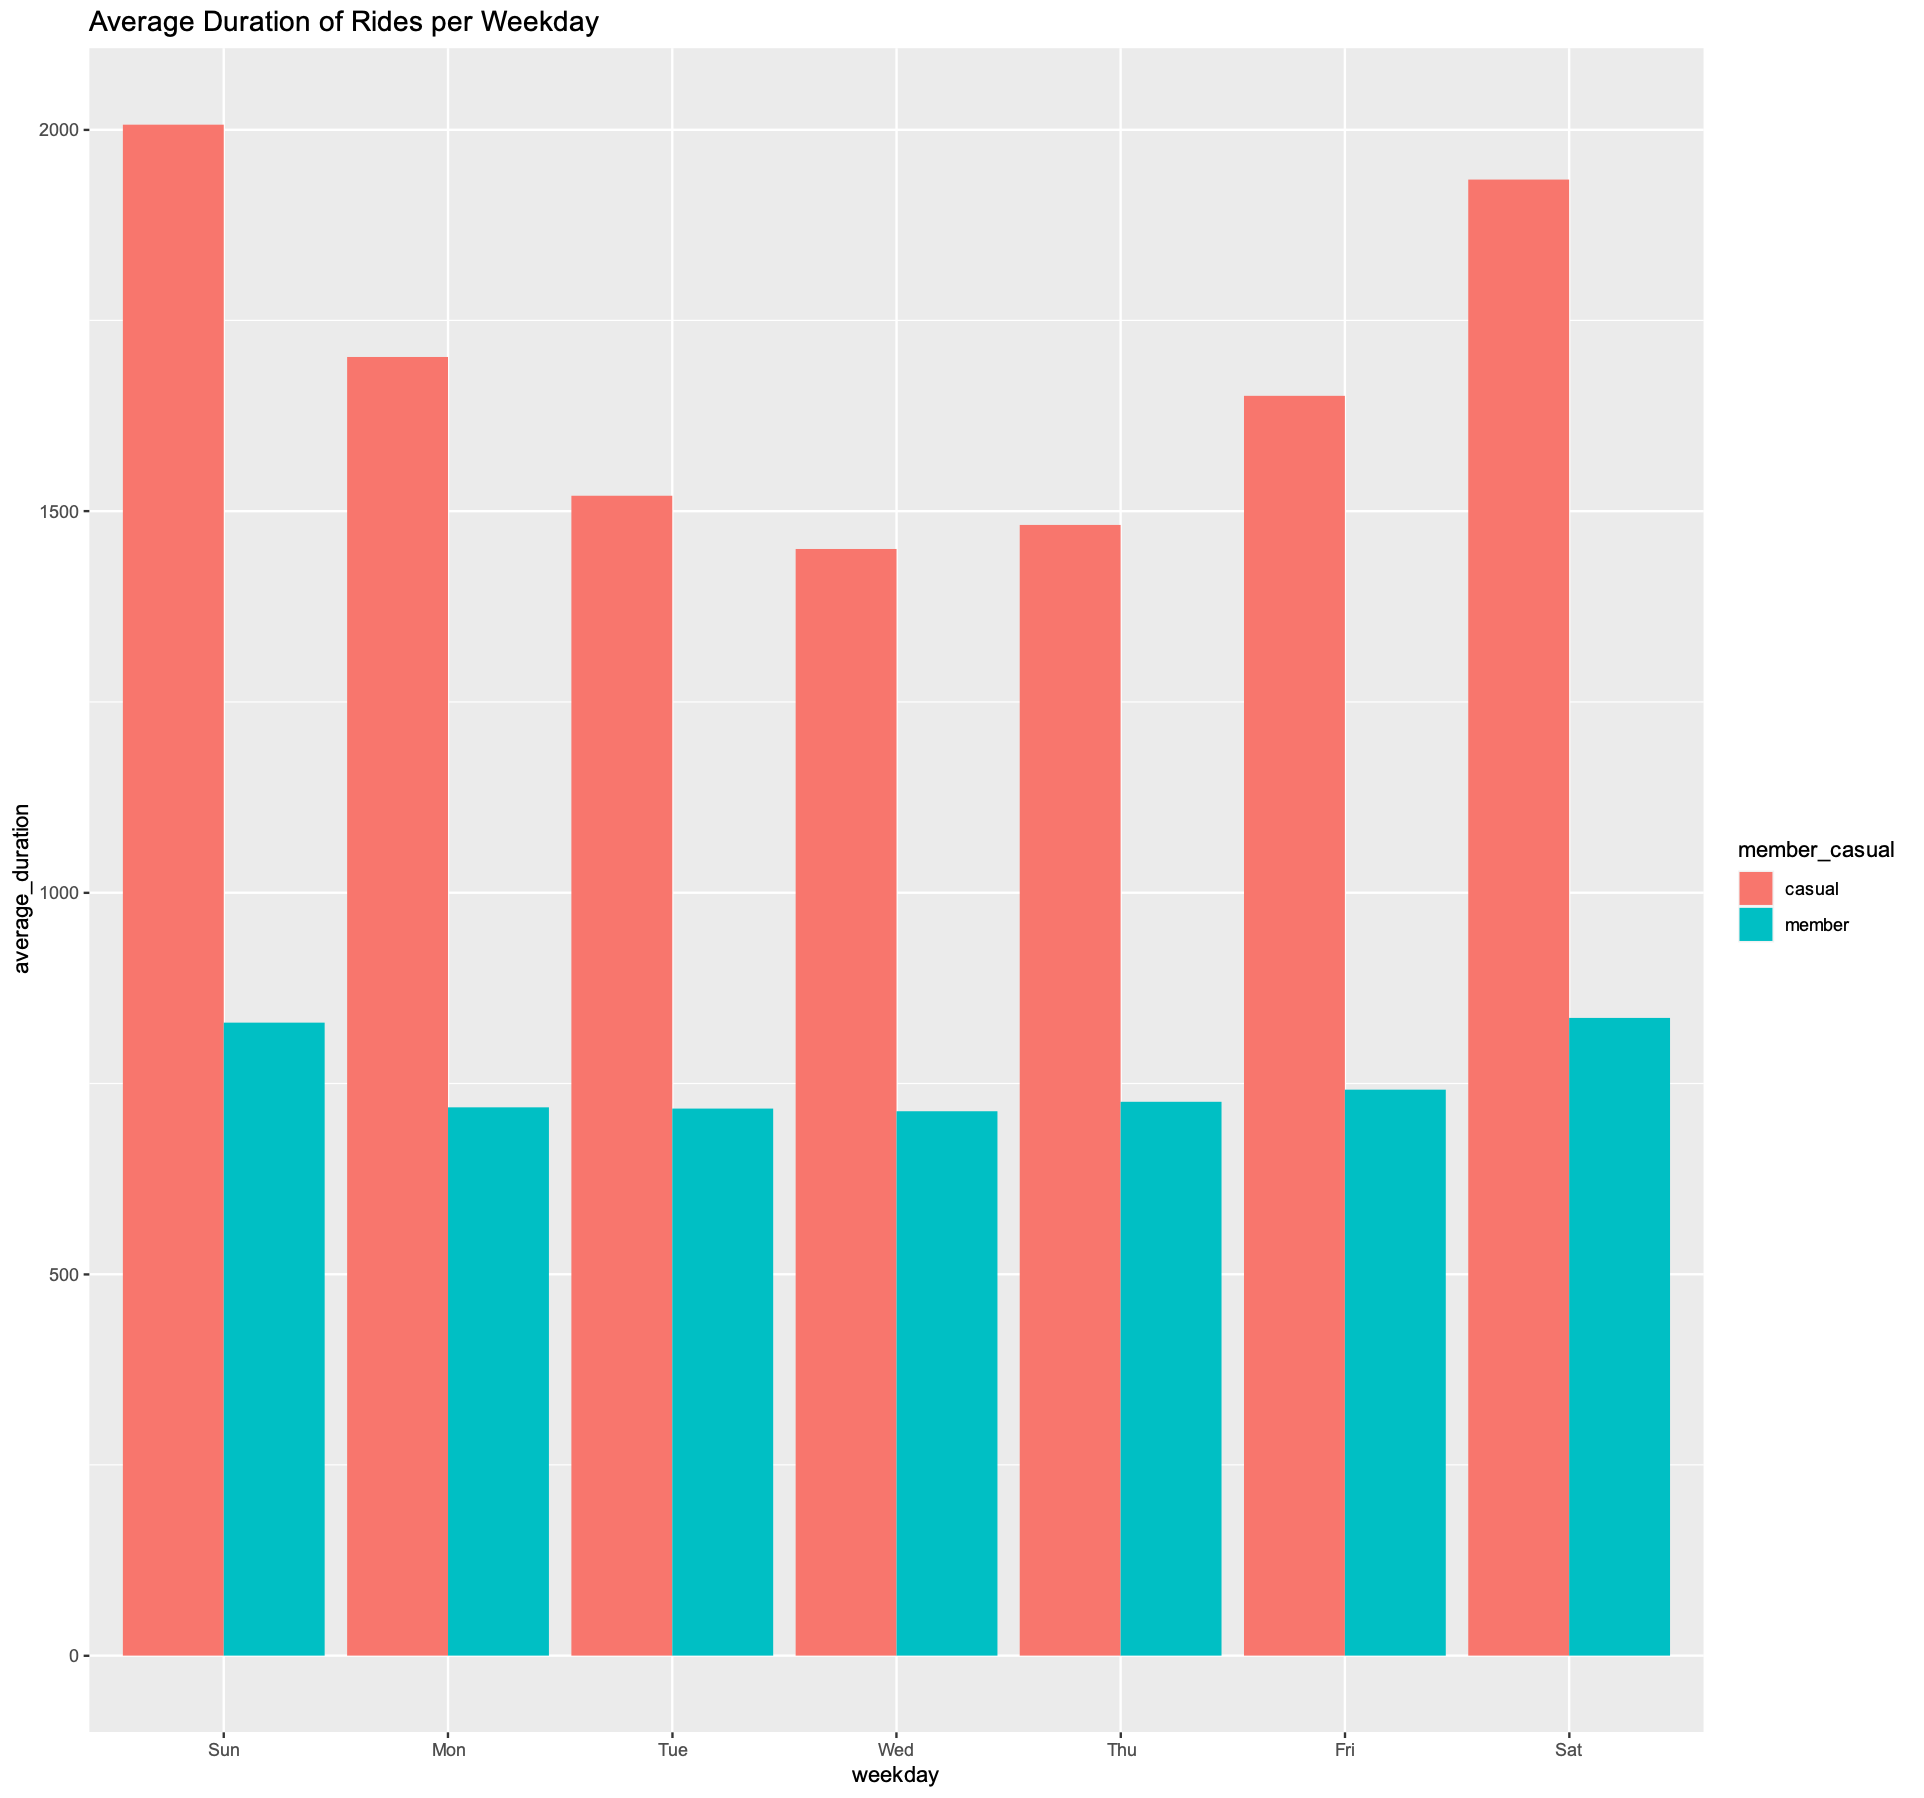 Average Duration of Rides per Weekday
average_duration
2000
1500
1000
500
0
Sun Mon Tue Wed Thu Fri Sat
weekday
member_casual
casual
member